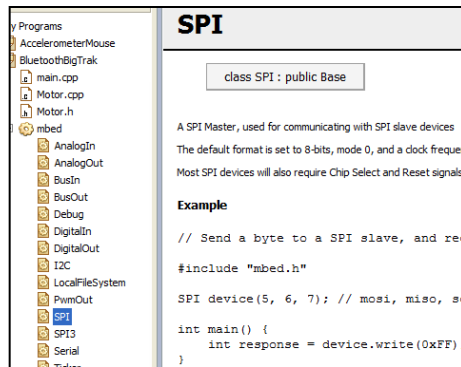 y Programs
AccelerometerMouse
BluetoothBigTrak
main.cpp
Motor.cpp
Motor.h
mbed
AnalogIn
AnalogOut
BusIn
BusOut
Debug
DigitalIn
DigitalOut
I2C
LocalFileSystem
PwmOut
SPI
SPI3
Serial
SPI
class SPI : public Base
A SPI Master, used for communicating with SPI slave devices
The default format is set to 8-bits, mode 0, and a clock freque
Most SPI devices will also require Chip Select and Reset signals
Example
// Send a byte to a SPI slave, and re
#include "mbed.h"
SPI device(5, 6, 7); // mosi, miso, s
int main() {
int response = device.write(0xFF)
}